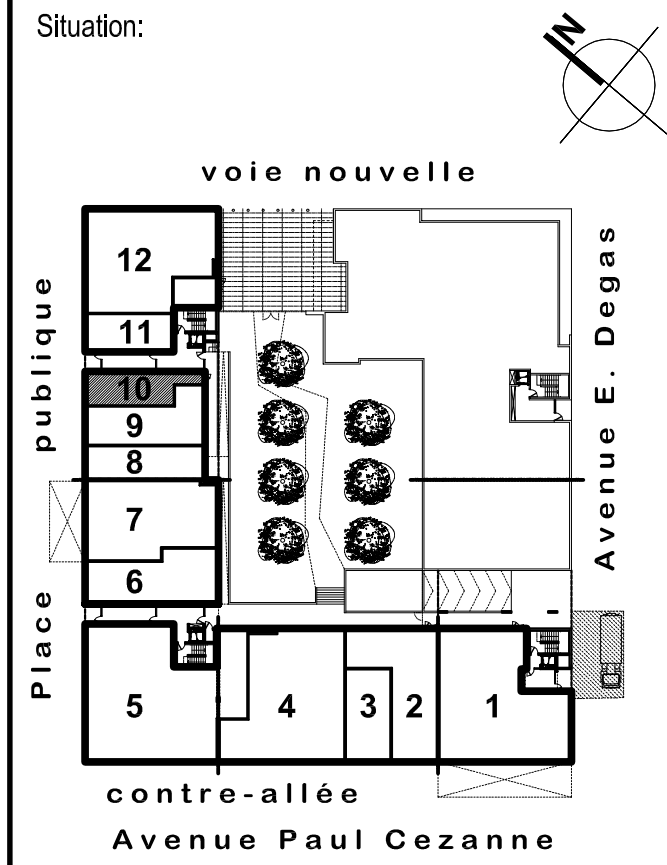 Situation:
N
voie nouvelle
12
11
10
9
8
7
6
5
4
3
2
1
Place publique
Avenue E. Degas
contre-allée
Avenue Paul Cezanne